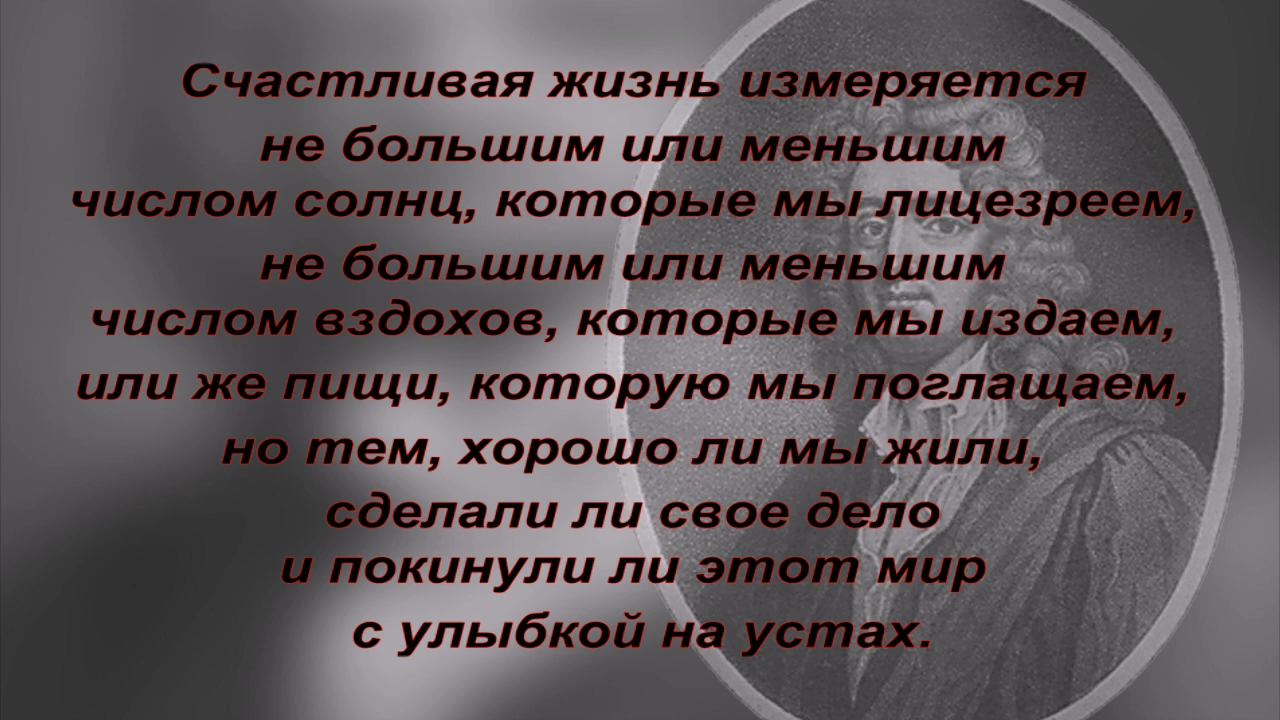 Счастливая жизнь измеряется
не большим или меньшим
числом солнц, которые мы лицезреем,
не большим или меньшим
числом вздохов, которые мы издаем,
или же пищи, которую мы поглащаем,
но тем, хорошо ли мы жили,
сделали ли свое дело
и покинули ли этот мир
с улыбкой на устах.